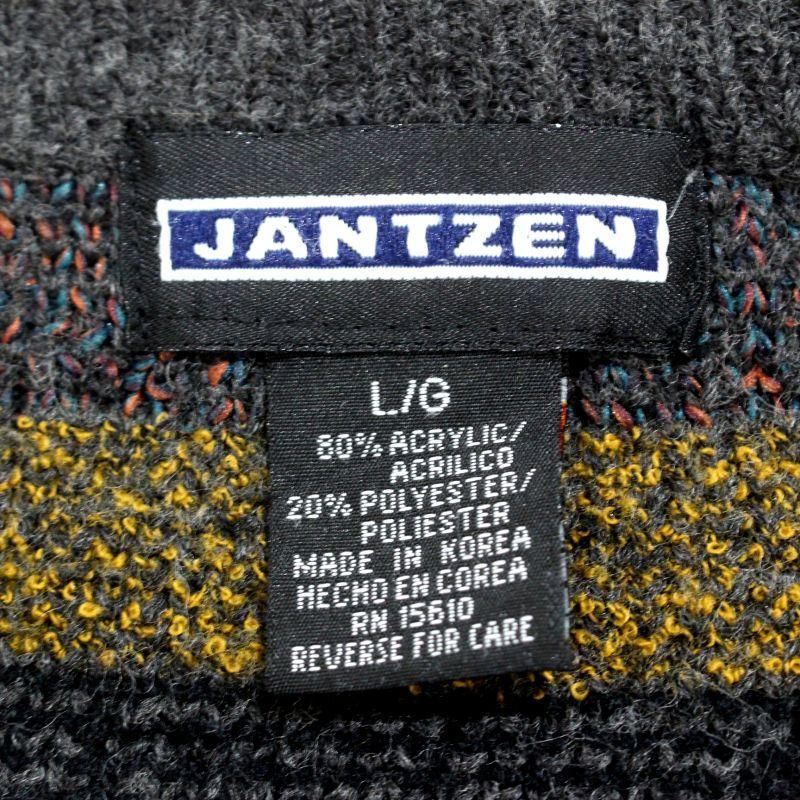 JANTZEN
L/G
80% ACRYLIC/
ACRILICO
20% POLYESTER/
POLIESTER
MADE IN KOREA
HECHO EN COREA
RN 15610
REVERSE FOR CARE